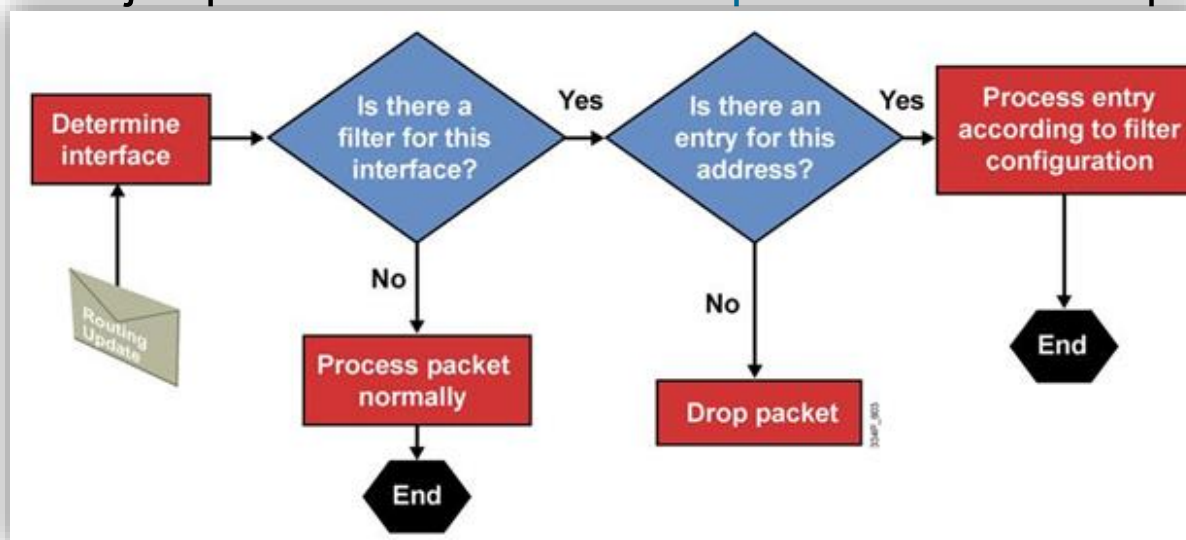 Routing
Update
Determine
interface
Is there a
filter for this
interface?
Yes
No
Process packet
normally
End
Is there an
entry for this
address?
Yes
No
Drop packet
334P_803
Process entry
according to filter
configuration
End